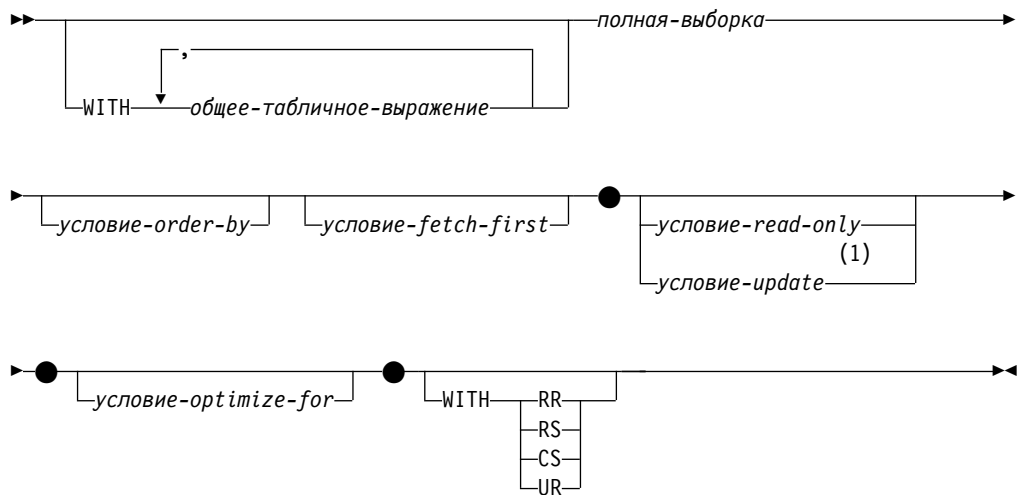 полная-выборка
,
WITH общее-табличное-выражение
условие-order-by условие-fetch-first условие-read-only
(1)
условие-update
условие-optimize-for WITH RR
RS
CS
UR